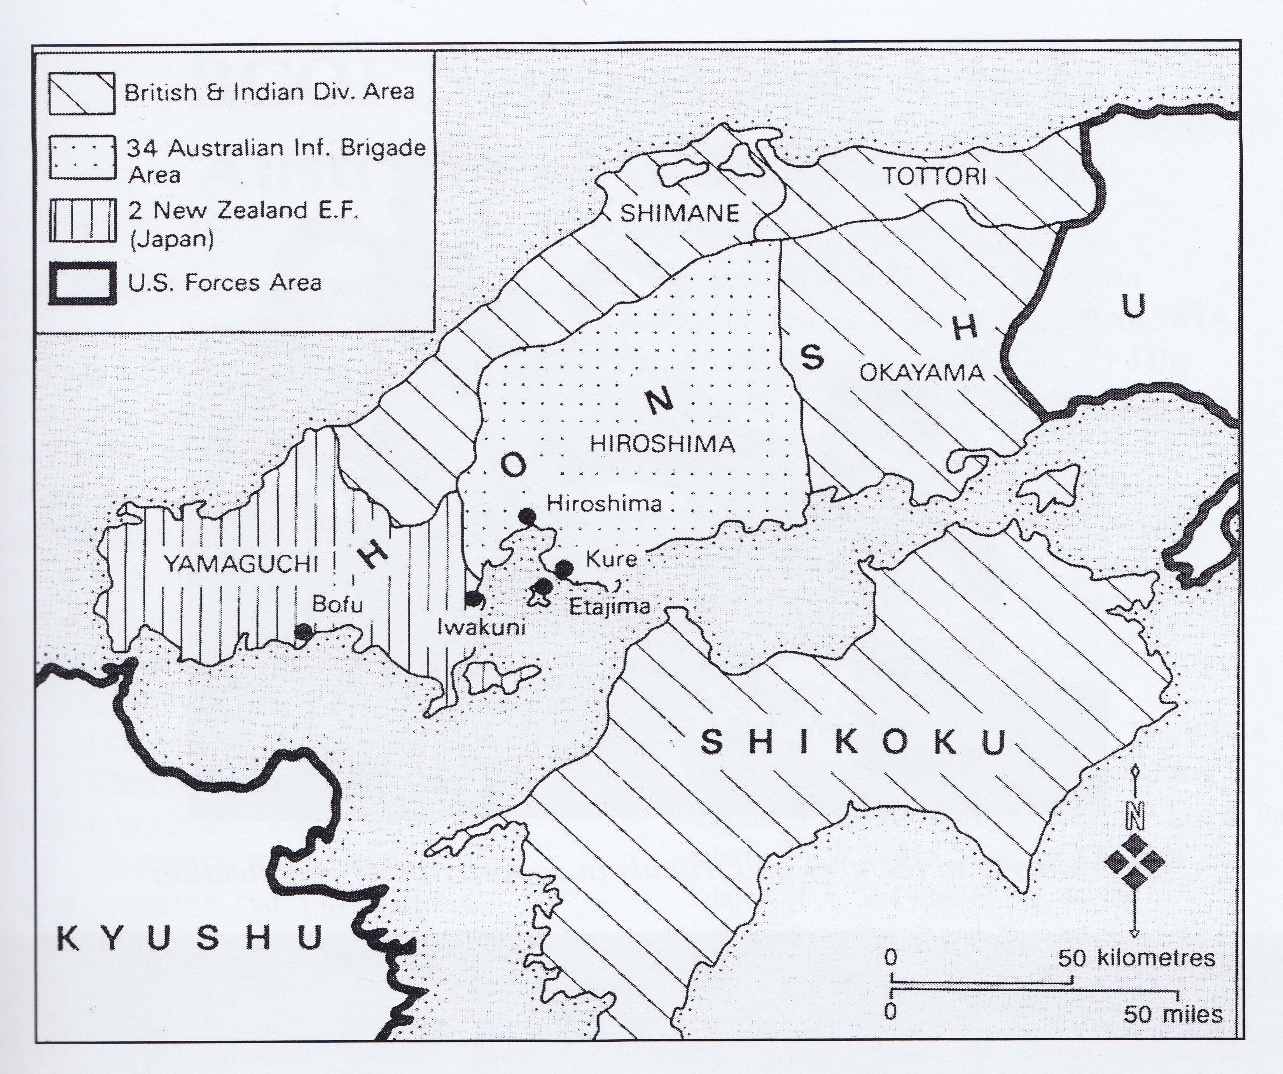 British & Indian Div. Area
34 Australian Inf. Brigade
Area
2 New Zealand E.F.
(Japan)
U.S. Forces Area
TOTTORI
SHIMANE
HONSHU
OKAYAMA
HIROSHIMA
Hiroshima
YAMAGUCHI
Kure
Etajima
Bofu
Iwakuni
SHIKOKU
KYUSHU
N
0 50 kilometres
0 50 miles